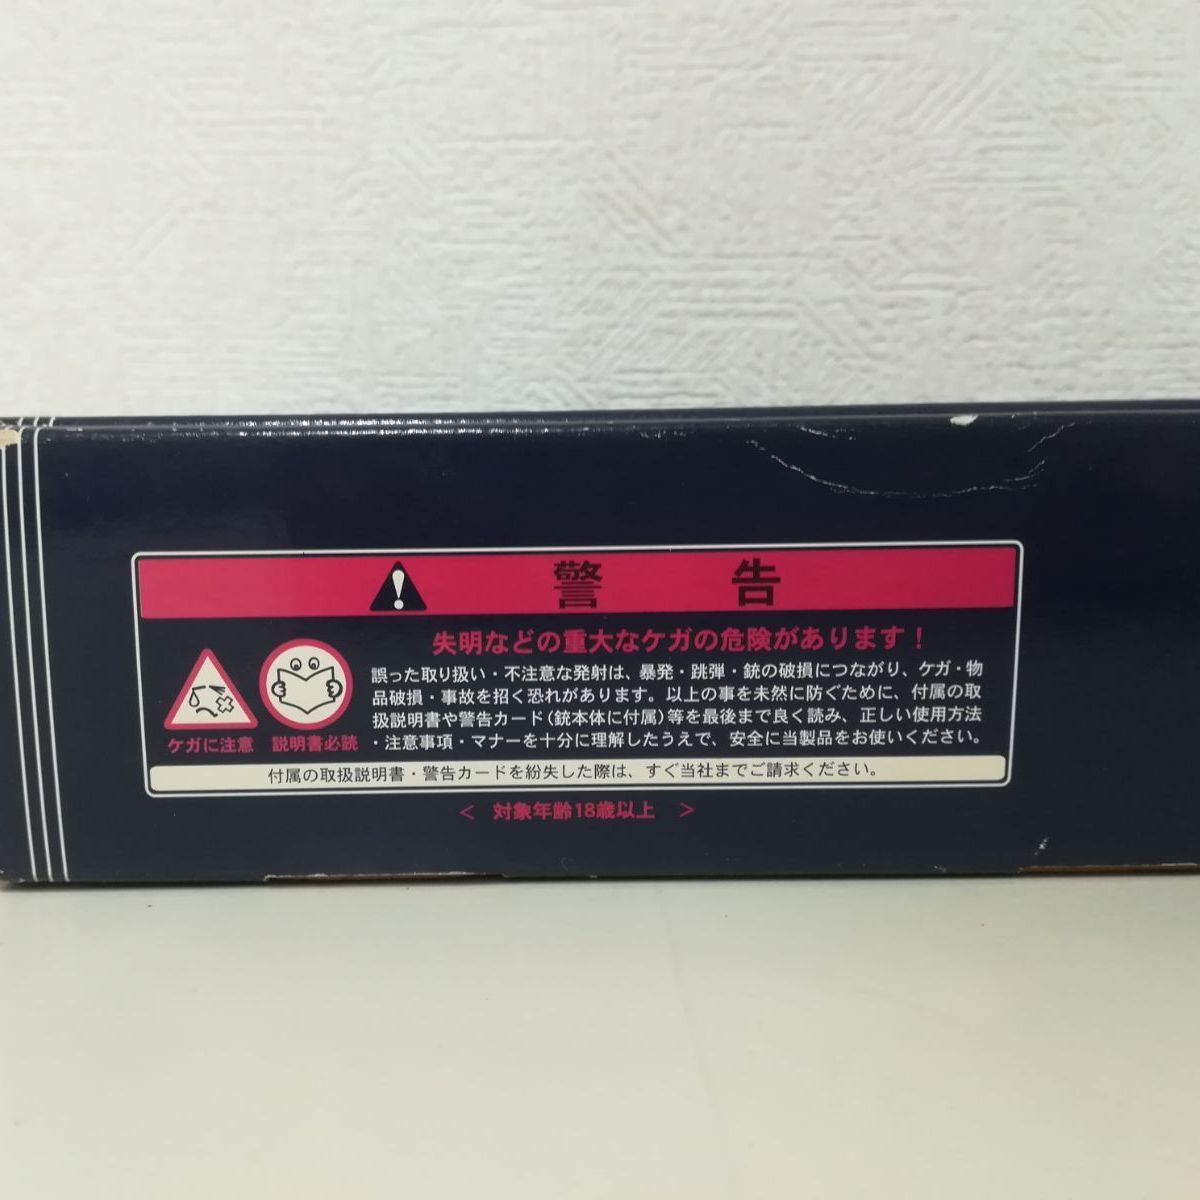 警告
失明などの重大なケガの危険があります!
誤った取り扱い・不注意な発射は、暴発・跳弾・銃の破損につながり、ケガ・物
品破損・事故を招く恐れがあります。以上の事を未然に防ぐために、付属の取
扱説明書や警告カード(銃本体に付属)等を最後まで良く読み、正しい使用方法
・注意事項・マナーを十分に理解したうえで、安全に当製品をお使いください。
ケガに注意
説明書必読
付属の取扱説明書・警告カードを紛失した際は、すぐ当社までご請求ください。
< 対象年齢18歳以上 >